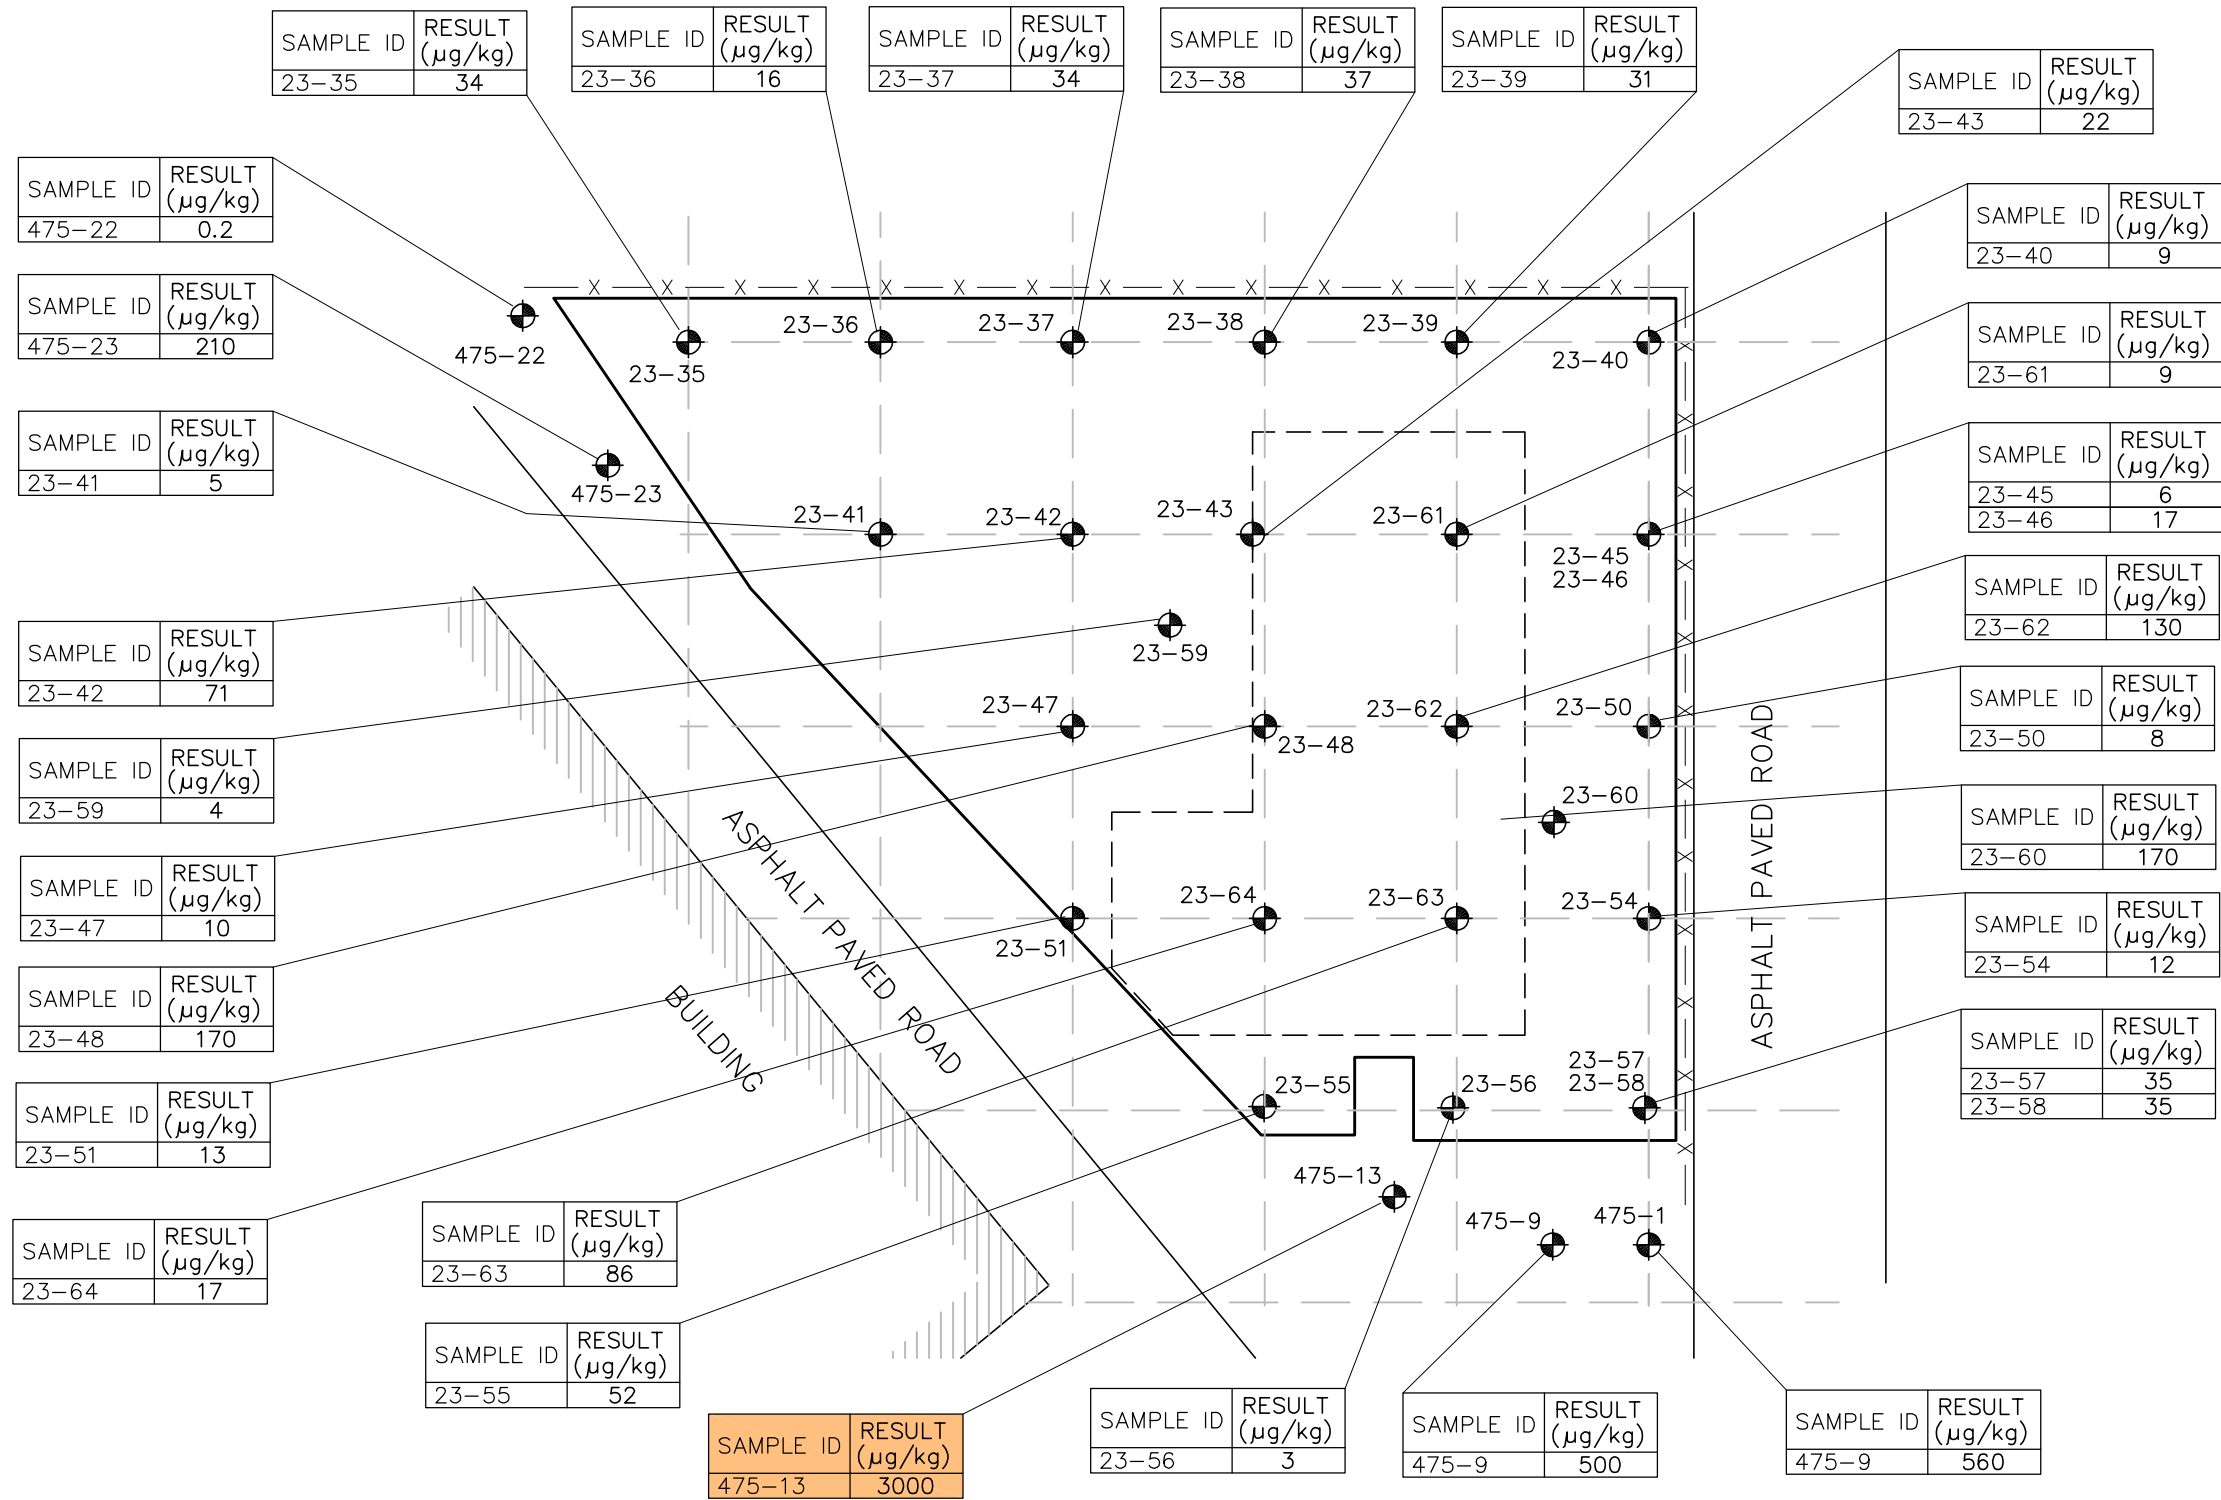 SAMPLE ID RESULT (µg/kg)
23-35 34
SAMPLE ID RESULT (µg/kg)
23-36 16
SAMPLE ID RESULT (µg/kg)
23-37 34
SAMPLE ID RESULT (µg/kg)
23-38 37
SAMPLE ID RESULT (µg/kg)
23-39 31
SAMPLE ID RESULT (µg/kg)
23-43 22
SAMPLE ID RESULT (µg/kg)
475-22 0.2
SAMPLE ID RESULT (µg/kg)
475-23 210
SAMPLE ID RESULT (µg/kg)
23-41 5
SAMPLE ID RESULT (µg/kg)
23-42 71
SAMPLE ID RESULT (µg/kg)
23-59 4
SAMPLE ID RESULT (µg/kg)
23-47 10
SAMPLE ID RESULT (µg/kg)
23-48 170
SAMPLE ID RESULT (µg/kg)
23-51 13
SAMPLE ID RESULT (µg/kg)
23-64 17
475-22
23-35
23-36
23-37
23-38
23-39
23-40
475-23
23-41
23-42
23-43
23-61
23-45
23-46
23-59
23-47
23-48
23-62
23-50
23-60
23-51
23-64
23-63
23-54
23-55
23-56
23-57
23-58
475-13
475-9
475-1
ASPHALT PAVED ROAD
BUILDING
ASPHALT PAVED ROAD
SAMPLE ID RESULT (µg/kg)
23-40 9
SAMPLE ID RESULT (µg/kg)
23-61 9
SAMPLE ID RESULT (µg/kg)
23-45 6
23-46 17
SAMPLE ID RESULT (µg/kg)
23-62 130
SAMPLE ID RESULT (µg/kg)
23-50 8
SAMPLE ID RESULT (µg/kg)
23-60 170
SAMPLE ID RESULT (µg/kg)
23-54 12
SAMPLE ID RESULT (µg/kg)
23-57 35
23-58 35
SAMPLE ID RESULT (µg/kg)
23-63 86
SAMPLE ID RESULT (µg/kg)
23-55 52
SAMPLE ID RESULT (µg/kg)
475-13 3000
SAMPLE ID RESULT (µg/kg)
23-56 3
SAMPLE ID RESULT (µg/kg)
475-9 500
SAMPLE ID RESULT (µg/kg)
475-9 560